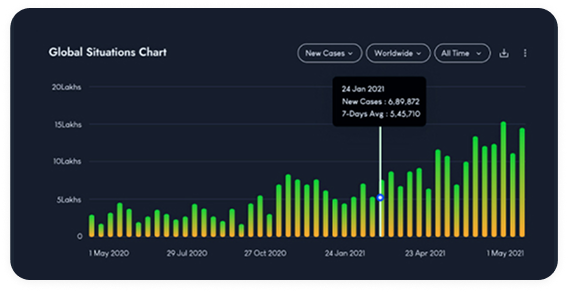 Global Situations Chart
New Cases
Worldwide
All Time
20Lakhs
24 Jan 2021
New Cases : 6,89,872
7-Days Avg : 5,45,710
15Lakhs
10Lakhs
5Lakhs
0
1 May 2020
29 Jul 2020
27 Oct 2020
24 Jan 2021
23 Apr 2021
1 May 2021